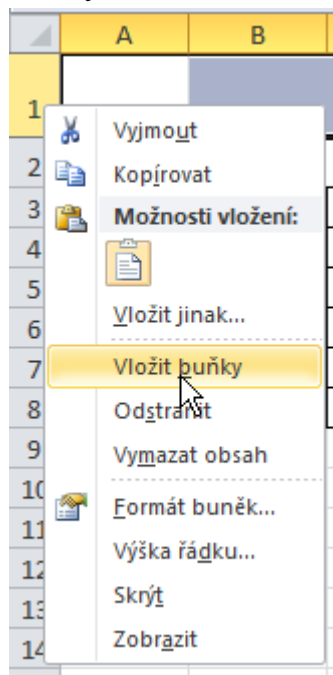 A B
1
Vyjmout
2
Kopírovat
3
Možnosti vložení:
4
5
Vložit jinak...
6
7
Vložit buňky
8
Odstranit
9
Vymazat obsah
10
Formát buněk...
11
Výška řádku...
12
Skrýt
13
Zobrazit
14